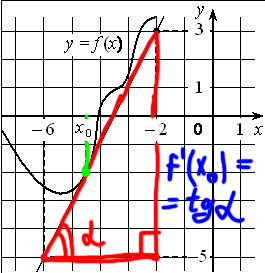 y
3
y = f(x)
1
−6
x₀
−2
0
1
x
f'(x₀) =
= tgα
α
−5